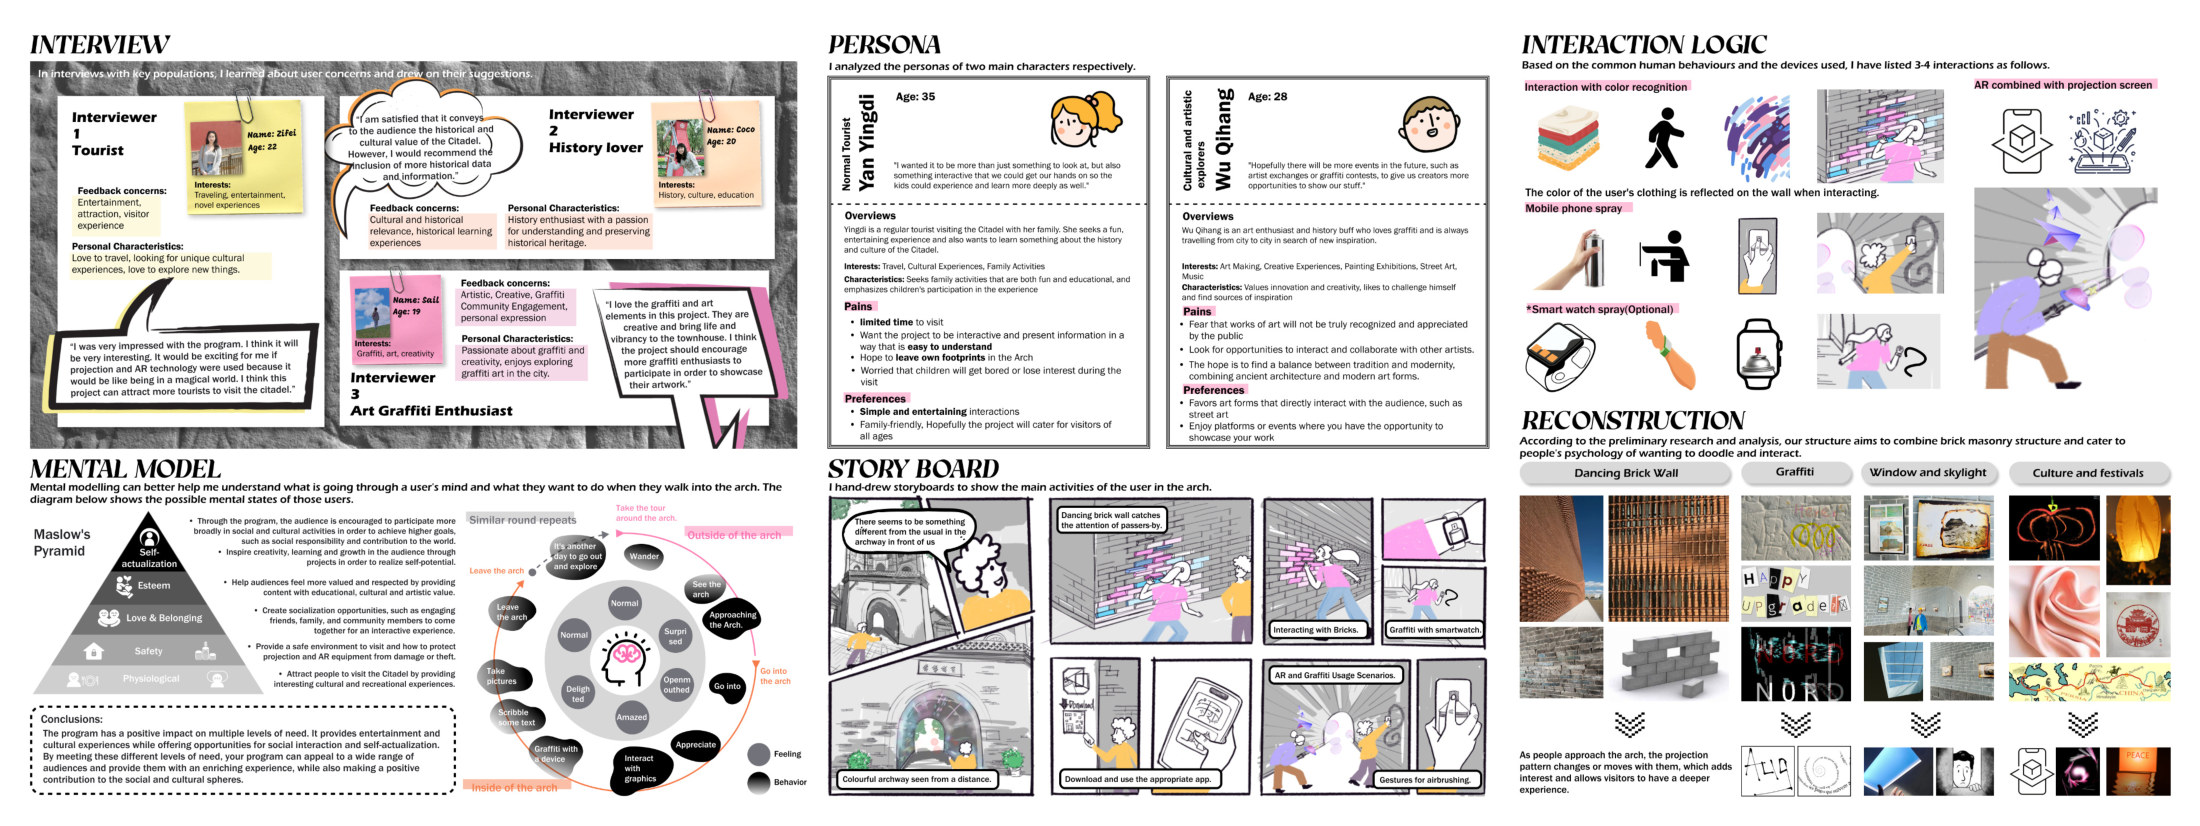 INTERVIEW
In interviews with key populations, I learned about user concerns and drew on their suggestions.
Interviewer
1
Tourist
Name: Zifei
Age: 22
Interests:
Traveling, entertainment,
novel experiences
Feedback concerns:
Entertainment,
attraction, visitor
experience
Personal Characteristics:
Love to travel, looking for unique cultural
experiences, love to explore new things.
"I was very impressed with the program. I think it will
be very interesting. It would be exciting for me if
projection and AR technology were used because it
would be like being in a magical world. I think this
project can attract more tourists to visit the citadel."
"I am satisfied that it conveys
to the audience the historical and
cultural value of the Citadel.
However, I would recommend the
inclusion of more historical data
and information."
Interviewer
2
History lover
Name: Coco
Age: 20
Interests:
History, culture, education
Feedback concerns:
Cultural and historical
relevance, historical learning
experiences
Personal Characteristics:
History enthusiast with a passion
for understanding and preserving
historical heritage.
Name: Sail
Age: 19
Interests:
Graffiti, art, creativity
Interviewer
3
Art Graffiti Enthusiast
Feedback concerns:
Artistic, Creative, Graffiti
Community Engagement,
personal expression
Personal Characteristics:
Passionate about graffiti and
creativity, enjoys exploring
graffiti art in the city.
"I love the graffiti and art
elements in this project. They are
creative and bring life and
vibrancy to the townhouse. I think
the project should encourage
more graffiti enthusiasts to
participate in order to showcase
their artwork."
MENTAL MODEL
Mental modelling can better help me understand what is going through a user's mind and what they want to do when they walk into the arch. The
diagram below shows the possible mental states of those users.
Maslow's
Pyramid
Self-
actualization
Esteem
Love & Belonging
Safety
Physiological
• Through the program, the audience is encouraged to participate more
broadly in social and cultural activities in order to achieve higher goals,
such as social responsibility and contribution to the world.
• Inspire creativity, learning and growth in the audience through
projects in order to realize self-potential.
• Help audiences feel more valued and respected by providing
content with educational, cultural and artistic value.
• Create socialization opportunities, such as engaging
friends, family, and community members to come
together for an interactive experience.
• Provide a safe environment to visit and how to protect
projection and AR equipment from damage or theft.
• Attract people to visit the Citadel by providing
interesting cultural and recreational experiences.
Conclusions:
The program has a positive impact on multiple levels of need. It provides entertainment and
cultural experiences while offering opportunities for social interaction and self-actualization.
By meeting these different levels of need, your program can appeal to a wide range of
audiences and provide them with an enriching experience, while also making a positive
contribution to the social and cultural spheres.
Similar round repeats
Take the tour
around the arch.
Outside of the arch
It's another
day to go out
and explore
Wander
Leave the arch
See the
arch
Leave
the arch
Normal
Approaching
the Arch.
Normal
Surpri
sed
Take
pictures
Go into
the arch
Deligh
ted
Openm
outhed
Go into
Scribble
some text
Amazed
Graffiti with
a device
Appreciate
Interact
with
graphics
Feeling
Behavior
Inside of the arch
PERSONA
I analyzed the personas of two main characters respectively.
Normal Tourist
Yan Yingdi
Age: 35
"I wanted it to be more than just something to look at, but also
something interactive that we could get our hands on so the
kids could experience and learn more deeply as well."
Overviews
Yingdi is a regular tourist visiting the Citadel with her family. She seeks a fun,
entertaining experience and also wants to learn something about the history
and culture of the Citadel.
Interests: Travel, Cultural Experiences, Family Activities
Characteristics: Seeks family activities that are both fun and educational, and
emphasizes children's participation in the experience
Pains
• limited time to visit
• Want the project to be interactive and present information in a
way that is easy to understand
• Hope to leave own footprints in the Arch
• Worried that children will get bored or lose interest during the
visit
Preferences
• Simple and entertaining interactions
• Family-friendly, Hopefully the project will cater for visitors of
all ages
Cultural and artistic
explorers
Wu Qihang
Age: 28
"Hopefully there will be more events in the future, such as
artist exchanges or graffiti contests, to give us creators more
opportunities to show our stuff."
Overviews
Wu Qihang is an art enthusiast and history buff who loves graffiti and is always
travelling from city to city in search of new inspiration.
Interests: Art Making, Creative Experiences, Painting Exhibitions, Street Art,
Music
Characteristics: Values innovation and creativity, likes to challenge himself
and find sources of inspiration
Pains
• Fear that works of art will not be truly recognized and appreciated
by the public
• Look for opportunities to interact and collaborate with other artists.
• The hope is to find a balance between tradition and modernity,
combining ancient architecture and modern art forms.
Preferences
• Favors art forms that directly interact with the audience, such as
street art
• Enjoy platforms or events where you have the opportunity to
showcase your work
STORY BOARD
I hand-drew storyboards to show the main activities of the user in the arch.
There seems to be something
different from the usual in the
archway in front of us
Dancing brick wall catches
the attention of passers-by.
Interacting with Bricks.
Graffiti with smartwatch.
Colourful archway seen from a distance.
Download
Download and use the appropriate app.
AR and Graffiti Usage Scenarios.
Gestures for airbrushing.
INTERACTION LOGIC
Based on the common human behaviours and the devices used, I have listed 3-4 interactions as follows.
Interaction with color recognition
AR combined with projection screen
The color of the user's clothing is reflected on the wall when interacting.
Mobile phone spray
*Smart watch spray(Optional)
RECONSTRUCTION
According to the preliminary research and analysis, our structure aims to combine brick masonry structure and cater to
people's psychology of wanting to doodle and interact.
Dancing Brick Wall
Graffiti
Window and skylight
Culture and festivals
HAppY
UpgradeIN
NORD
CHINA
As people approach the arch, the projection
pattern changes or moves with them, which adds
interest and allows visitors to have a deeper
experience.
PEACE